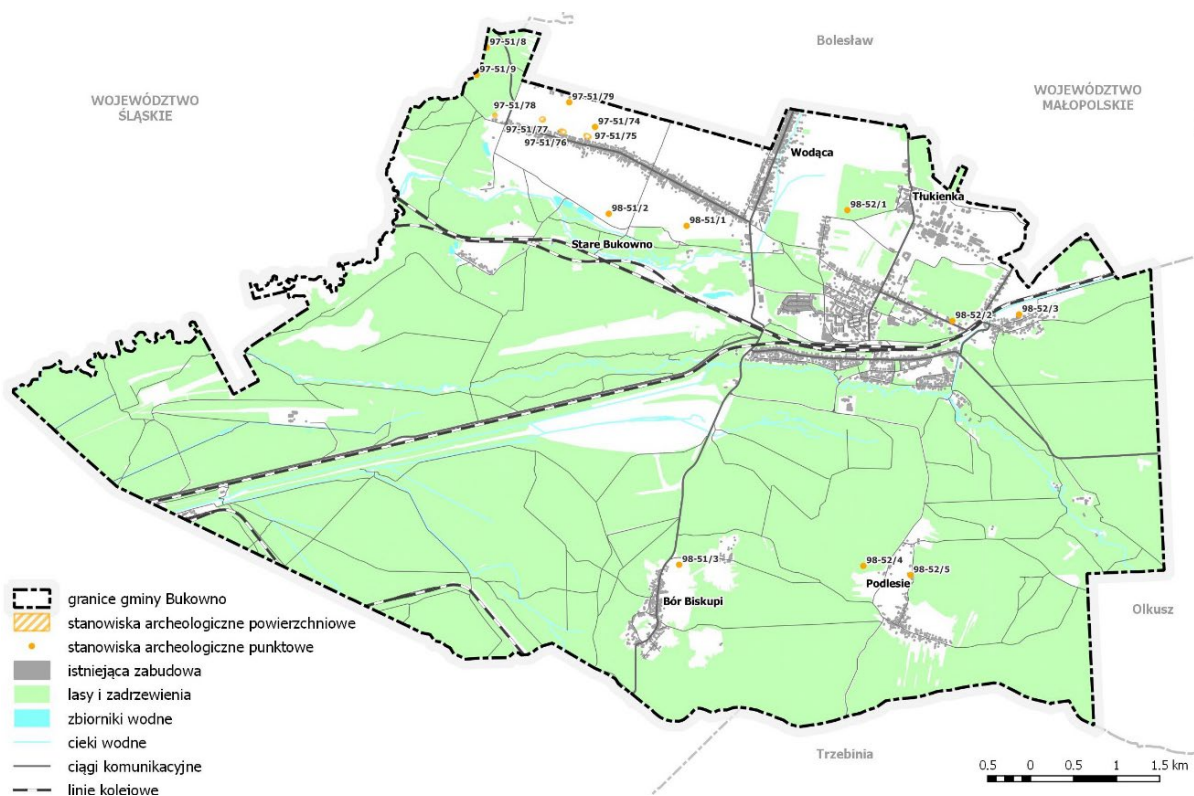 Bolesław
WOJEWÓDZTWO
ŚLĄSKIE
WOJEWÓDZTWO
MAŁOPOLSKIE
97-51/8
97-51/9
97-51/79
97-51/78
97-51/74
97-51/77
97-51/75
97-51/76
Wodąca
Tłukienka
98-52/1
98-51/2
98-51/1
Stare Bukowno
98-52/2
98-52/3
98-51/3
98-52/4
98-52/5
Podlesie
Bór Biskupi
Olkusz
Trzebinia
granice gminy Bukowno
stanowiska archeologiczne powierzchniowe
stanowiska archeologiczne punktowe
istniejąca zabudowa
lasy i zadrzewienia
zbiorniki wodne
cieki wodne
ciągi komunikacyjne
linie kolejowe
0.5 0 0.5 1 1.5 km